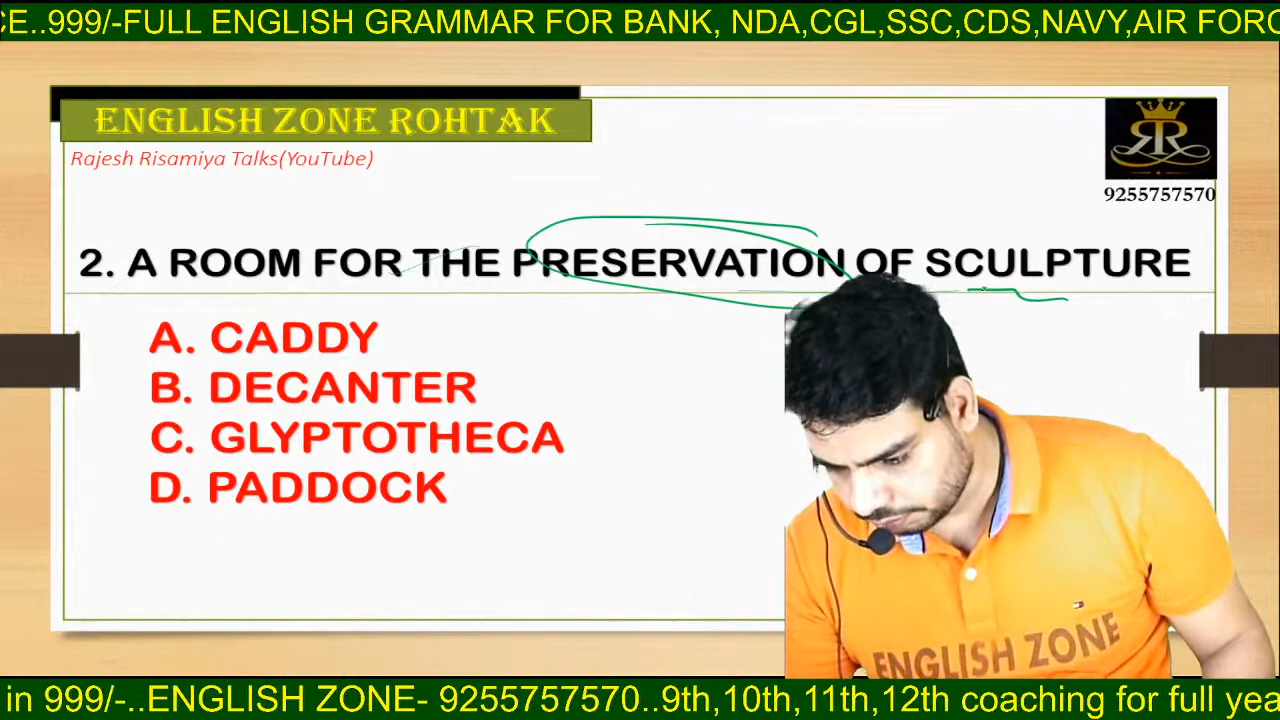 CE..999/-FULL ENGLISH GRAMMAR FOR BANK, NDA,CGL,SSC,CDS,NAVY,AIR FORC
ENGLISH ZONE ROHTAK
Rajesh Risamiya Talks(YouTube)
RR
9255757570
2. A ROOM FOR THE PRESERVATION OF SCULPTURE
A. CADDY
B. DECANTER
C. GLYPTOTHECA
D. PADDOCK
ENGLISH ZONE
in 999/-..ENGLISH ZONE- 9255757570..9th,10th,11th,12th coaching for full yea